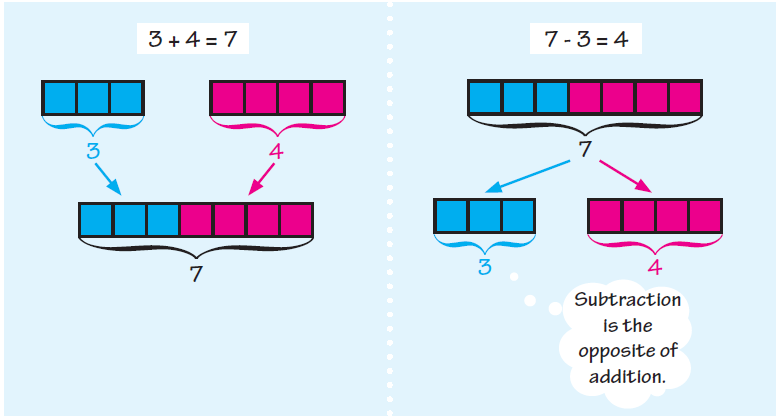 3 + 4 = 7
3
4
7
7 - 3 = 4
7
3
4
Subtraction
is the
opposite of
addition.